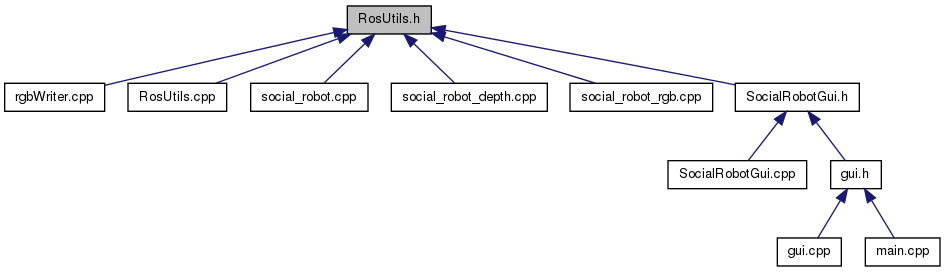 RosUtils.h
rgbWriter.cpp
RosUtils.cpp
social_robot.cpp
social_robot_depth.cpp
social_robot_rgb.cpp
SocialRobotGui.h
SocialRobotGui.cpp
gui.h
gui.cpp
main.cpp